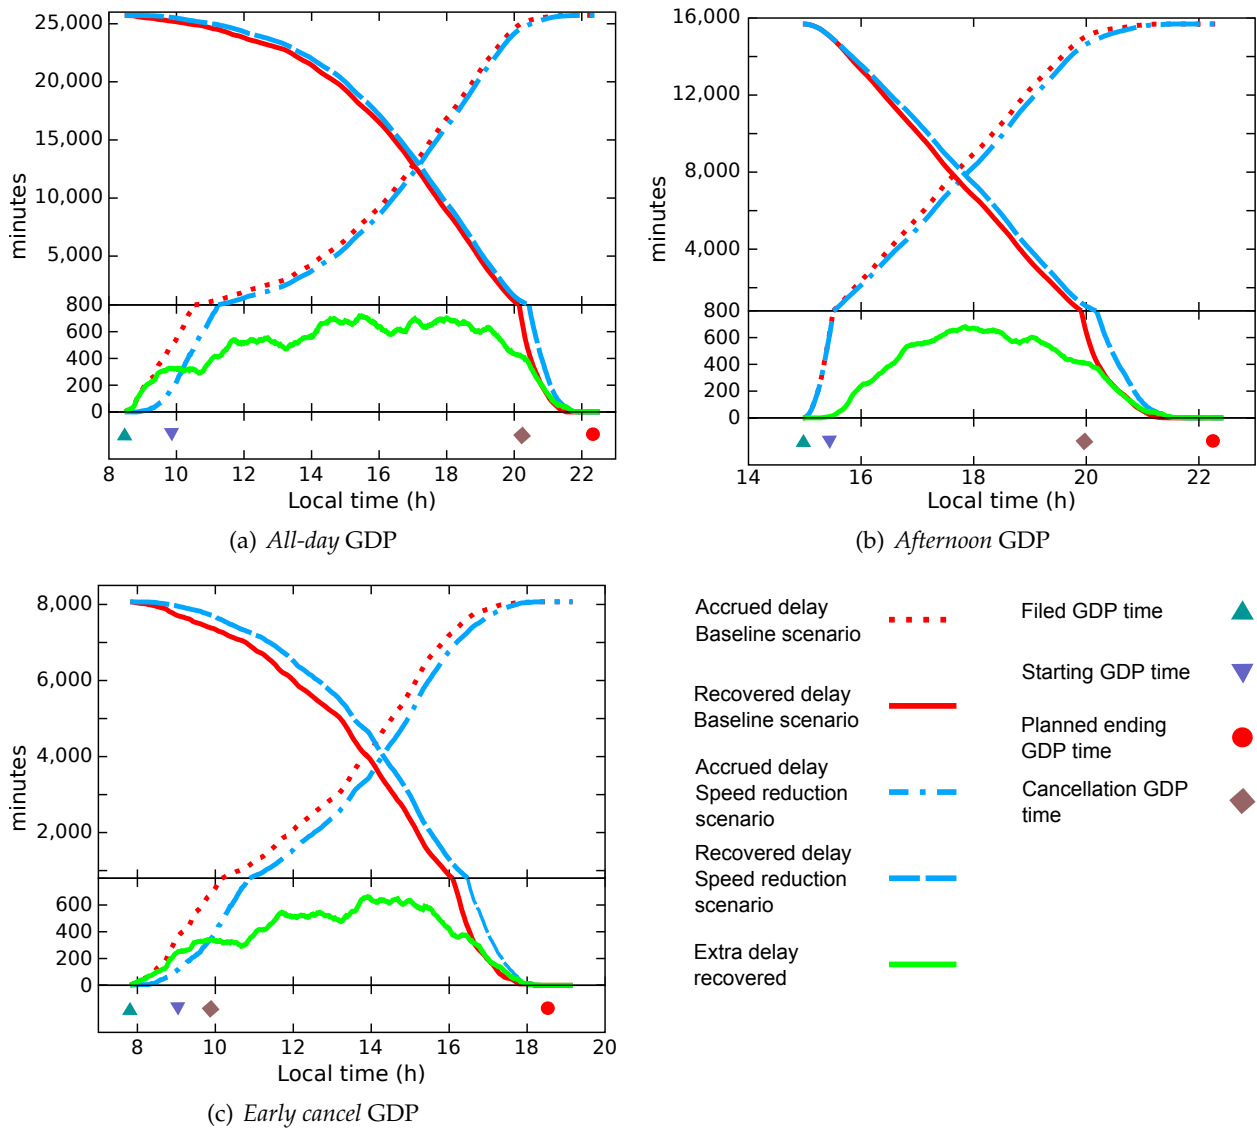 25,000
20,000
15,000
10,000
5,000
800
600
400
200
0
minutes
8 10 12 14 16 18 20 22
Local time (h)
(a) All-day GDP
16,000
12,000
8,000
4,000
800
600
400
200
0
minutes
14 16 18 20 22
Local time (h)
(b) Afternoon GDP
8,000
6,000
4,000
2,000
600
400
200
0
minutes
8 10 12 14 16 18 20
Local time (h)
(c) Early cancel GDP
Accrued delay
Baseline scenario
Recovered delay
Baseline scenario
Accrued delay
Speed reduction
scenario
Recovered delay
Speed reduction
scenario
Extra delay
recovered
Filed GDP time
Starting GDP time
Planned ending
GDP time
Cancellation GDP
time